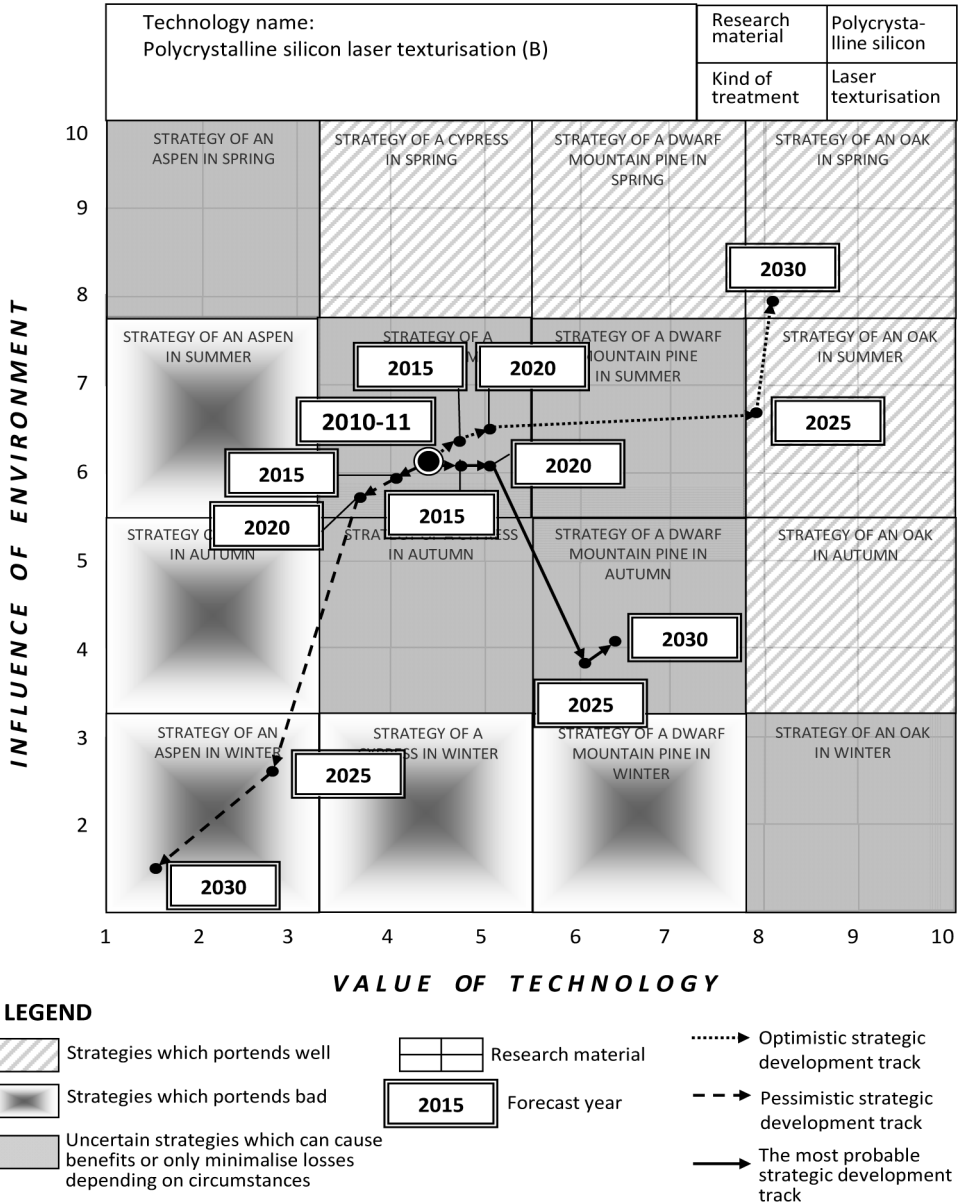 Technology name:
Polycrystalline silicon laser texturisation (B)
Research
material
Polycrysta-
lline silicon
Kind of
treatment
Laser
texturisation
INFLUENCE OF ENVIRONMENT
10
9
8
7
6
5
4
3
2
STRATEGY OF AN
ASPEN IN SPRING
STRATEGY OF A CYPRESS
IN SPRING
STRATEGY OF A DWARF
MOUNTAIN PINE IN
SPRING
STRATEGY OF AN OAK
IN SPRING
2030
STRATEGY OF AN ASPEN
IN SUMMER
STRATEGY OF A
STRATEGY OF A DWARF
MOUNTAIN PINE
IN SUMMER
STRATEGY OF AN OAK
IN SUMMER
2015
2020
2010-11
2025
2015
2020
2020
2015
STRATEGY
IN AUTUMN
IN AUTUMN
STRATEGY OF A DWARF
MOUNTAIN PINE IN
AUTUMN
STRATEGY OF AN OAK
IN AUTUMN
2030
2025
STRATEGY OF AN
ASPEN IN WINTER
STRATEGY OF A
CYPRESS IN WINTER
STRATEGY OF A DWARF
MOUNTAIN PINE IN
WINTER
STRATEGY OF AN OAK
IN WINTER
2025
2030
1 2 3 4 5 6 7 8 9 10
VALUE OF TECHNOLOGY
LEGEND
Strategies which portends well
Strategies which portends bad
Uncertain strategies which can cause
benefits or only minimalise losses
depending on circumstances
Research material
2015
Forecast year
Optimistic strategic
development track
Pessimistic strategic
development track
The most probable
strategic development
track